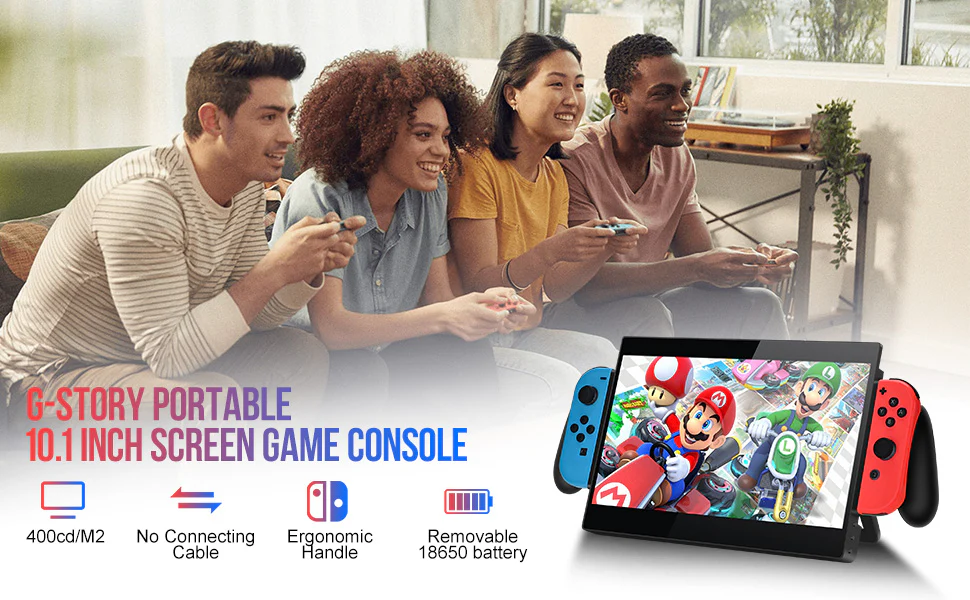 G-STORY PORTABLE
10.1 INCH SCREEN GAME CONSOLE
400cd/M2
No Connecting
Cable
Ergonomic
Handle
Removable
18650 battery
M
L
M